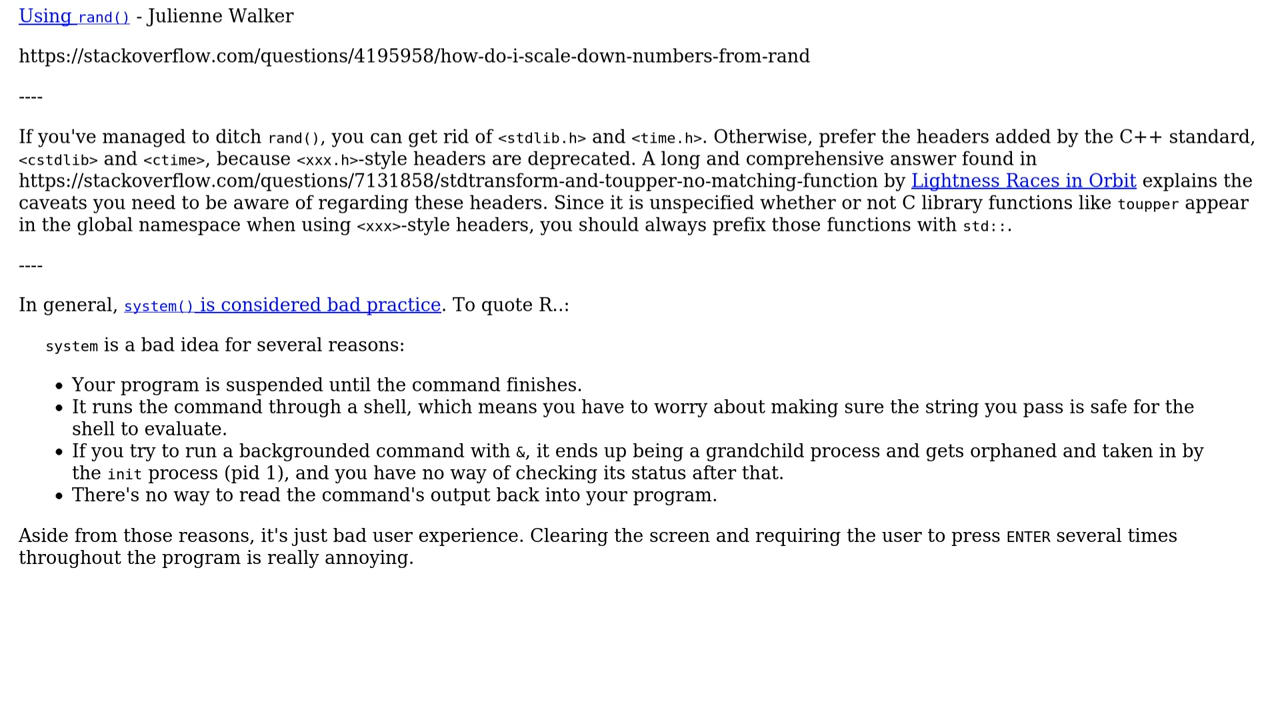 Using rand() - Julienne Walker
https://stackoverflow.com/questions/4195958/how-do-i-scale-down-numbers-from-rand
----
If you've managed to ditch rand(), you can get rid of <stdlib.h> and <time.h>. Otherwise, prefer the headers added by the C++ standard,
<cstdlib> and <ctime>, because <xxx.h>-style headers are deprecated. A long and comprehensive answer found in
https://stackoverflow.com/questions/7131858/stdtransform-and-toupper-no-matching-function by Lightness Races in Orbit explains the
caveats you need to be aware of regarding these headers. Since it is unspecified whether or not C library functions like toupper appear
in the global namespace when using <xxx>-style headers, you should always prefix those functions with std::.
----
In general, system() is considered bad practice. To quote R..:
system is a bad idea for several reasons:
• Your program is suspended until the command finishes.
• It runs the command through a shell, which means you have to worry about making sure the string you pass is safe for the
shell to evaluate.
• If you try to run a backgrounded command with &, it ends up being a grandchild process and gets orphaned and taken in by
the init process (pid 1), and you have no way of checking its status after that.
• There's no way to read the command's output back into your program.
Aside from those reasons, it's just bad user experience. Clearing the screen and requiring the user to press ENTER several times
throughout the program is really annoying.